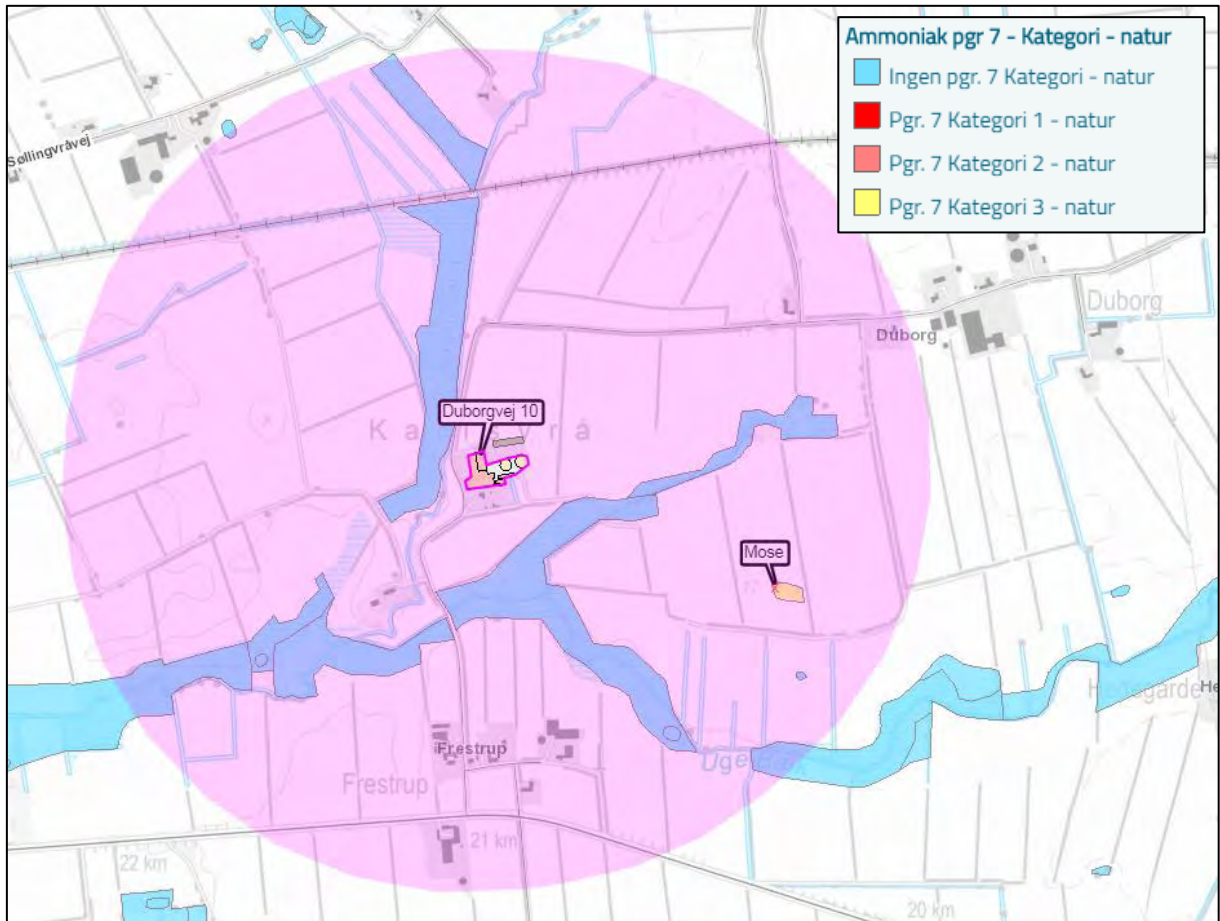 Ammoniak pgr 7 - Kategori - natur
Ingen pgr. 7 Kategori - natur
Pgr. 7 Kategori 1 - natur
Pgr. 7 Kategori 2 - natur
Pgr. 7 Kategori 3 - natur
Søllingvråvej
Duborg
Duborg
Duborgvej 10
Mose
17
Frestrup
Frestrup
21 km
22 km
20 km